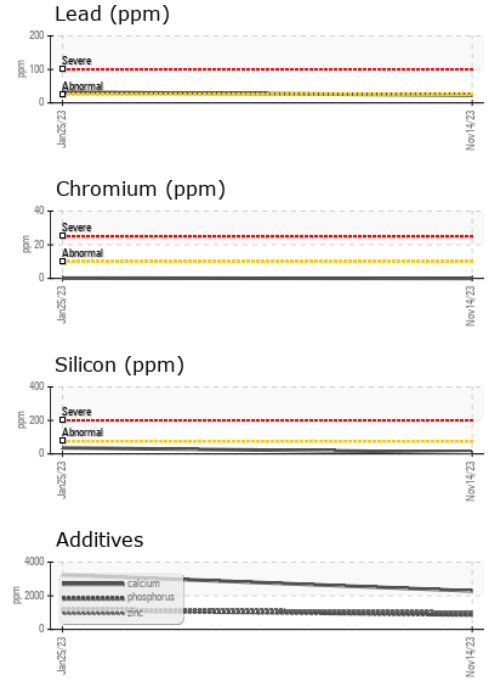 Lead (ppm)
200
Severe
100
ppm
Abnormal
0
Jan25/23
Nov14/23
Chromium (ppm)
40
Severe
20
ppm
Abnormal
0
Jan25/23
Nov14/23
Silicon (ppm)
400
Severe
200
ppm
Abnormal
0
Jan25/23
Nov14/23
Additives
4000
calcium
2000
ppm
phosphorus
zinc
0
Jan25/23
Nov14/23